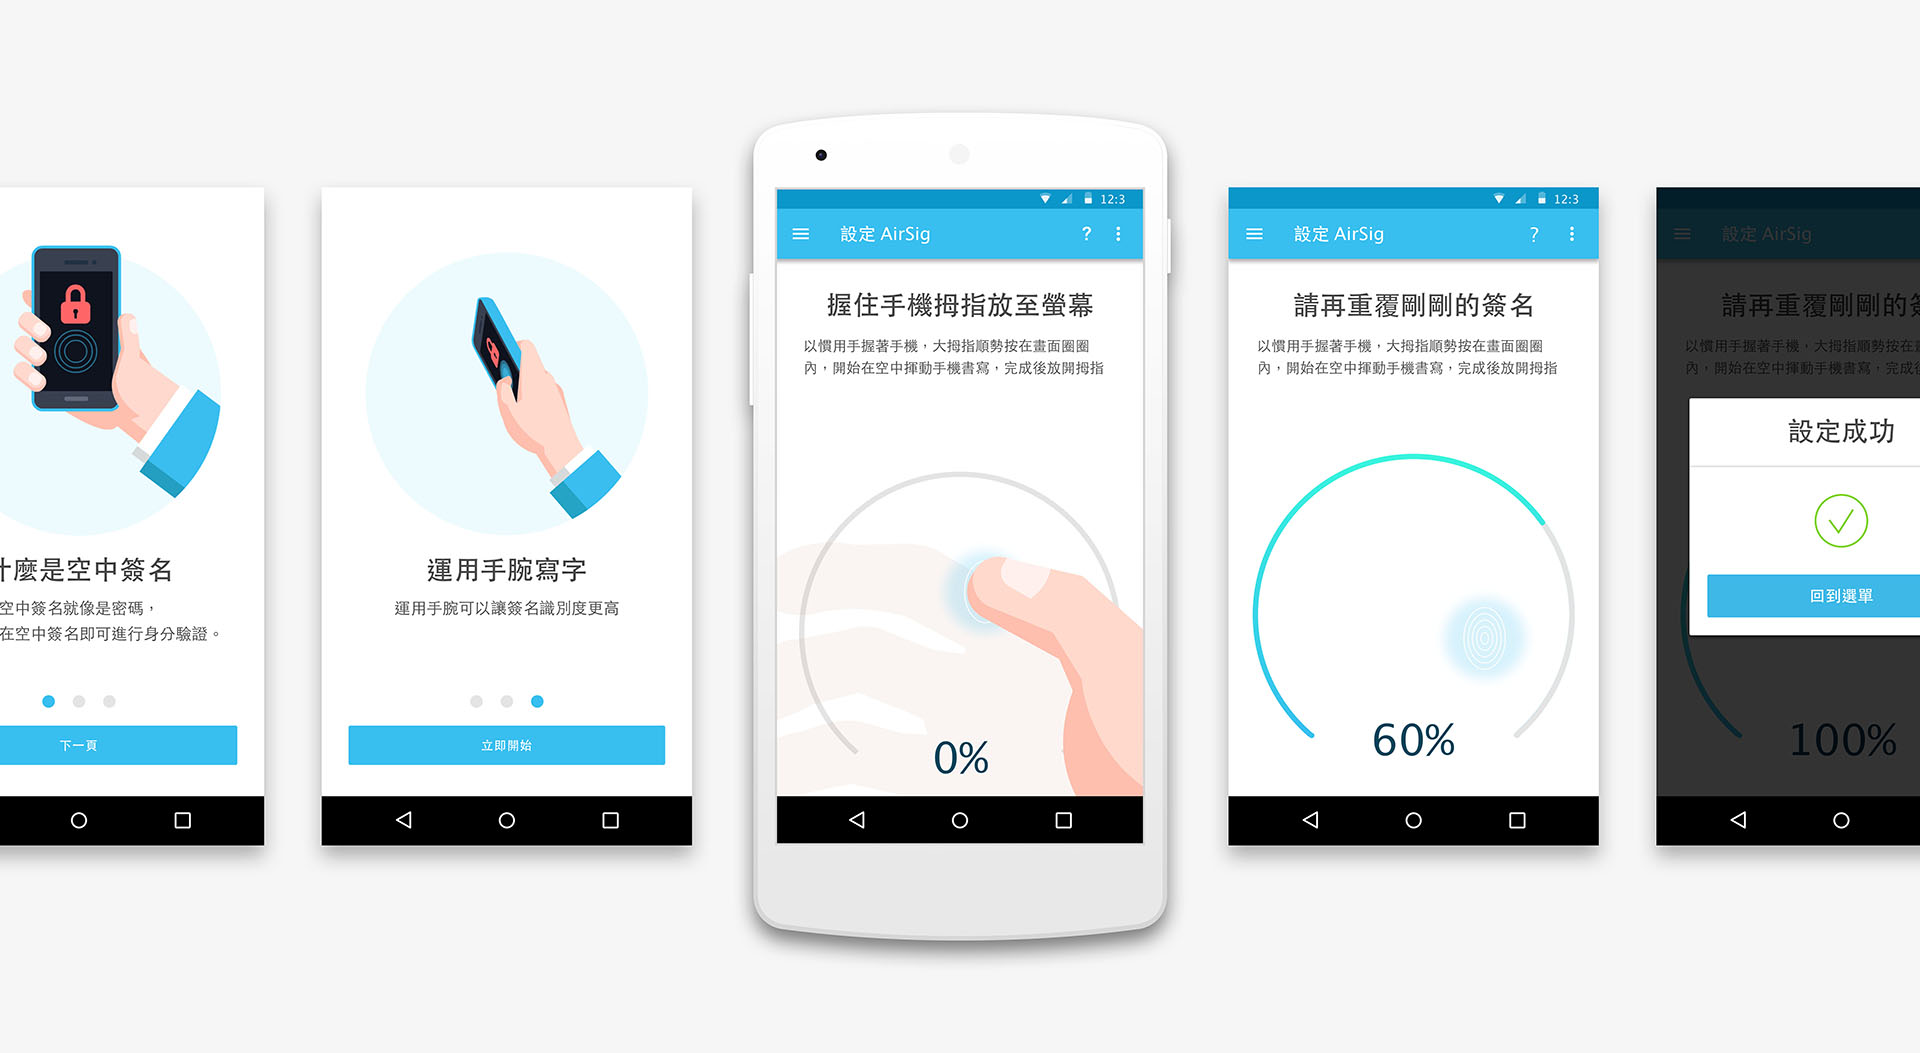 什麼是空中簽名
空中簽名就像是密碼，
在空中簽名即可進行身分驗證。
下一頁
運用手腕寫字
運用手腕可以讓簽名識別度更高
立即開始
12:3
設定 AirSig
?
握住手機拇指放至螢幕
以慣用手握著手機，大拇指順勢按在畫面圈圈
內，開始在空中揮動手機書寫，完成後放開拇指
0%
12:3
設定 AirSig
?
請再重覆剛剛的簽名
以慣用手握著手機，大拇指順勢按在畫面圈圈
內，開始在空中揮動手機書寫，完成後放開拇指
60%
設定 AirSig
請再重覆剛剛的簽
以慣用手握著手機，大拇指順勢按在
內，開始在空中揮動手機書寫，完成
設定成功
回到選單
100%